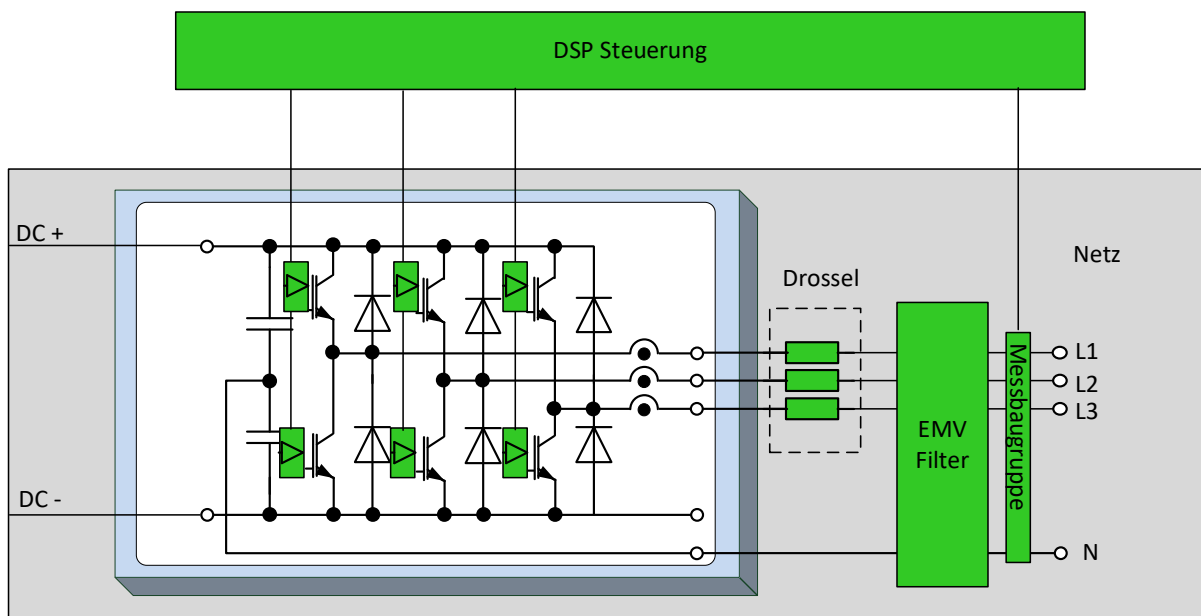 DSP Steuerung
DC +
Netz
Drossel
L1
L2
L3
EMV
Filter
Messbaugruppe
DC -
N